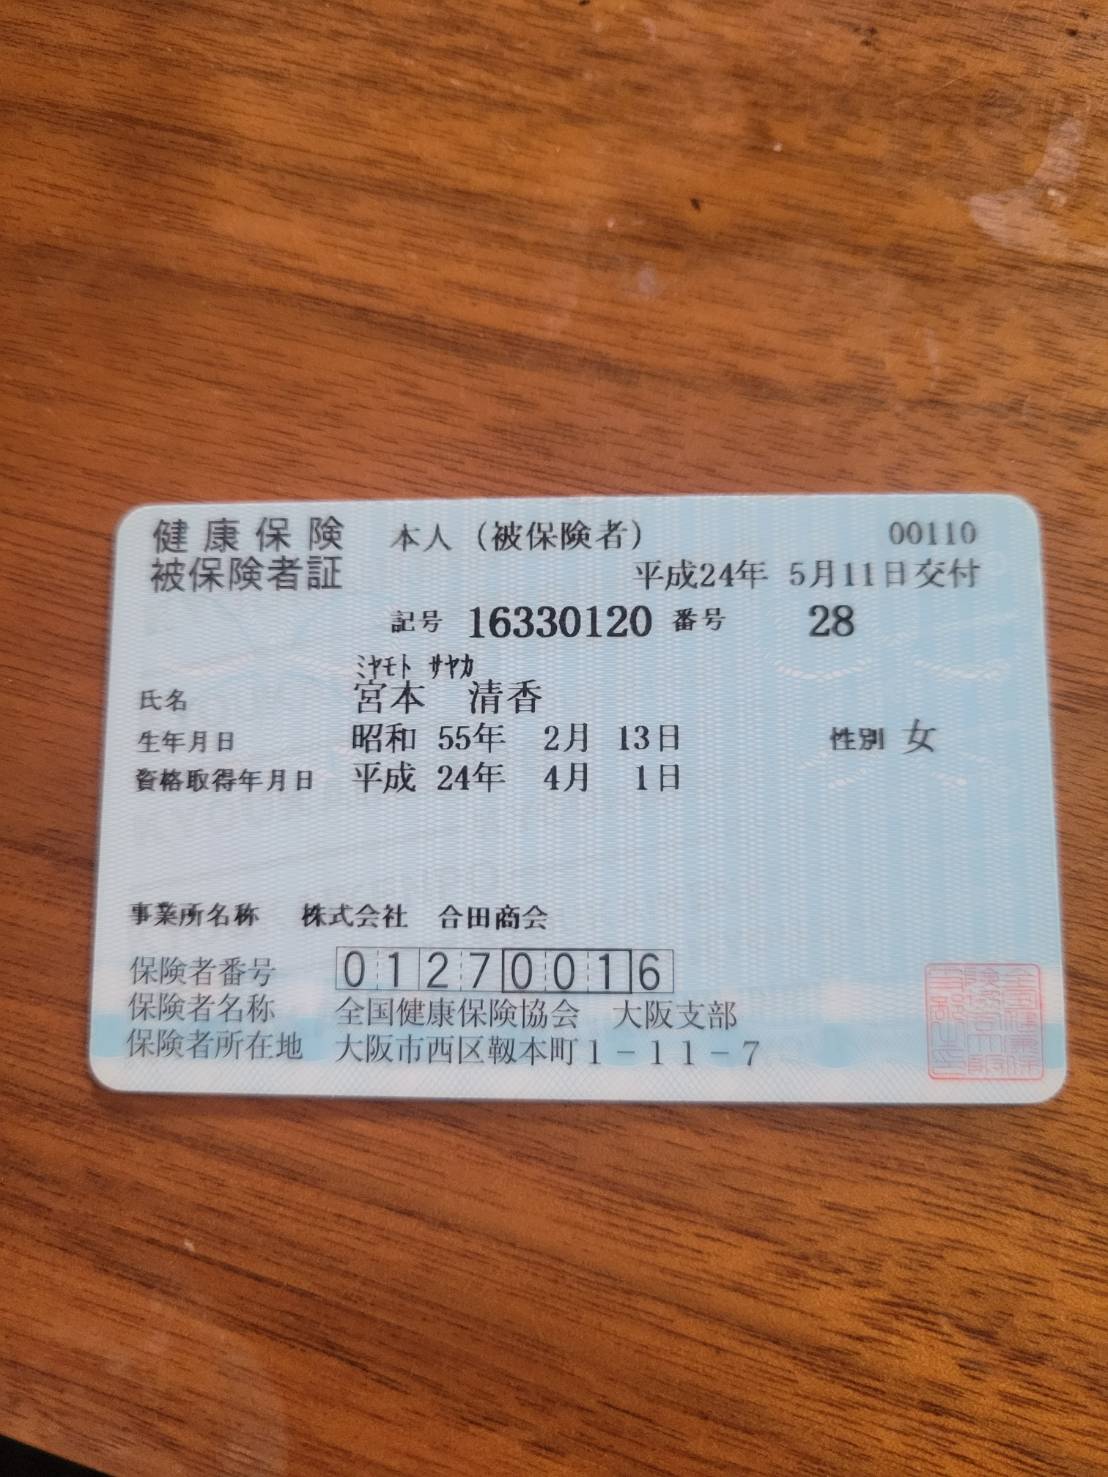 健康保険 本人（被保険者） 00110
被保険者証 平成24年 5月11日交付
記号 16330120 番号 28
ﾐﾔﾓﾄ ｻﾔｶ
氏名 宮本 清香
生年月日 昭和 55年 2月 13日 性別 女
資格取得年月日 平成 24年 4月 1日
事業所名称 株式会社 合田商会
保険者番号 01270016
保険者名称 全国健康保険協会 大阪支部
保険者所在地 大阪市西区靱本町1-11-7